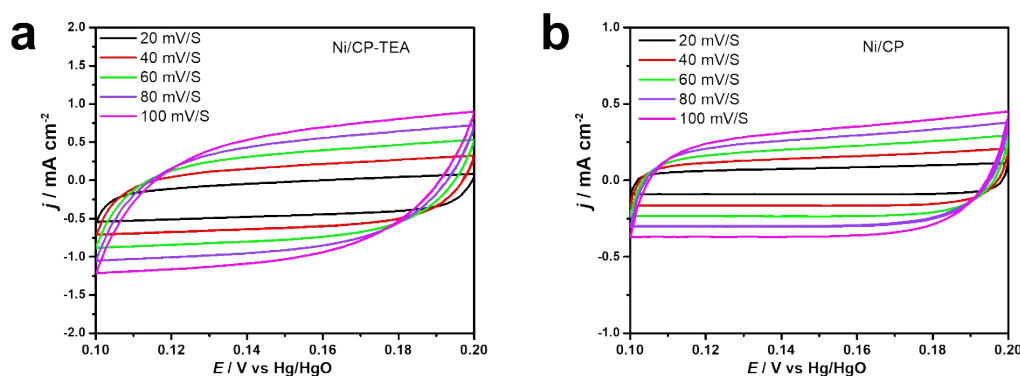 a
Ni/CP-TEA
20 mV/S
40 mV/S
60 mV/S
80 mV/S
100 mV/S
2.0
1.5
1.0
0.5
0.0
-0.5
-1.0
-1.5
-2.0
j / mA cm-2
0.10 0.12 0.14 0.16 0.18 0.20
E / V vs Hg/HgO
b
Ni/CP
20 mV/S
40 mV/S
60 mV/S
80 mV/S
100 mV/S
1.0
0.5
0.0
-0.5
-1.0
j / mA cm-2
0.10 0.12 0.14 0.16 0.18 0.20
E / V vs Hg/HgO